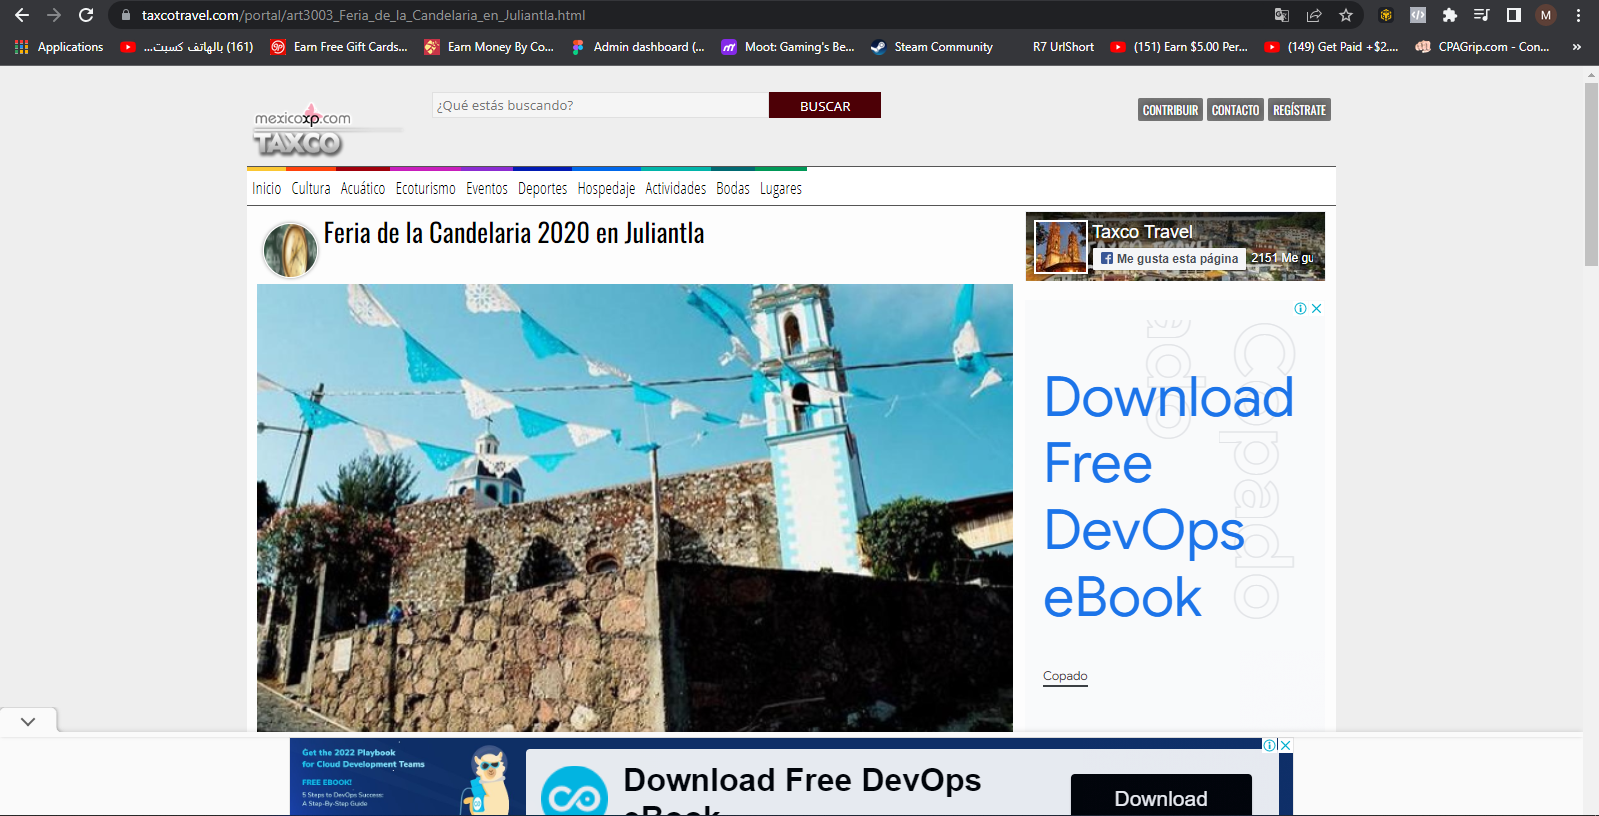 taxcotravel.com/portal/art3003_Feria_de_la_Candelaria_en_Juliantla.html
M
Applications
(161) بالهاتف كسبت...
Earn Free Gift Cards...
Earn Money By Co...
Admin dashboard (...
Moot: Gaming's Be...
Steam Community
R7 UrlShort
(151) Earn $5.00 Per...
(149) Get Paid +$2....
CPAGrip.com - Con...
»
mexicoxp.com
TAXCO
¿Qué estás buscando?
BUSCAR
CONTRIBUIR
CONTACTO
REGÍSTRATE
Inicio Cultura Acuático Ecoturismo Eventos Deportes Hospedaje Actividades Bodas Lugares
Feria de la Candelaria 2020 en Juliantla
Taxco Travel
TAXCO TRAVEL
Me gusta esta página
2151 Me gu
Download
Free
DevOps
eBook
Copado
Copado
Get the 2022 Playbook
for Cloud Development Teams
FREE EBOOK!
5 Steps to DevOps Success:
A Step-By-Step Guide
Download Free DevOps
eBook
Download